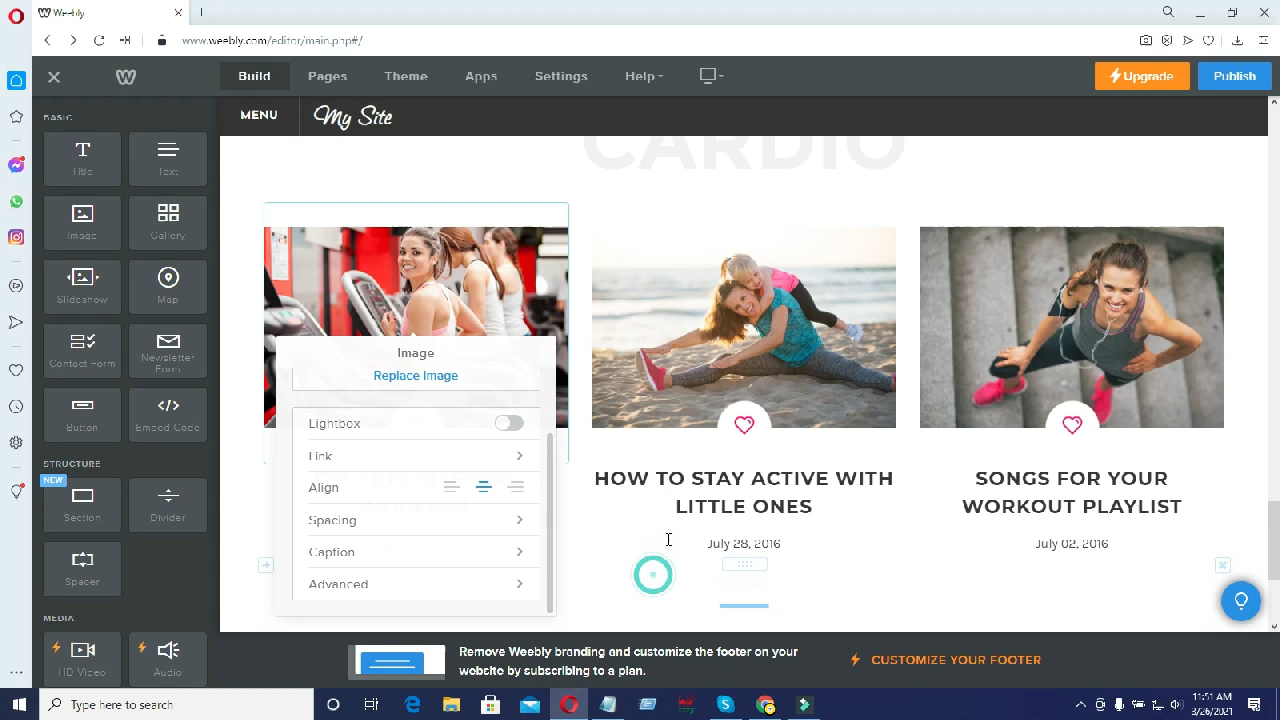 Weebly
www.weebly.com/editor/main.php#/
Build
Pages
Theme
Apps
Settings
Help
Upgrade
Publish
BASIC
Title
Text
Image
Gallery
Slideshow
Map
Contact Form
Newsletter
Form
Button
Embed Code
STRUCTURE
NEW
Section
Divider
Spacer
MEDIA
HD Video
Audio
MENU
My Site
CARDIO
Image
Replace Image
Lightbox
Link
Align
Spacing
Caption
Advanced
HOW TO STAY ACTIVE WITH
LITTLE ONES
July 28, 2016
SONGS FOR YOUR
WORKOUT PLAYLIST
July 02, 2016
Remove Weebly branding and customize the footer on your
website by subscribing to a plan.
CUSTOMIZE YOUR FOOTER
Type here to search
11:51 AM
3/26/2021